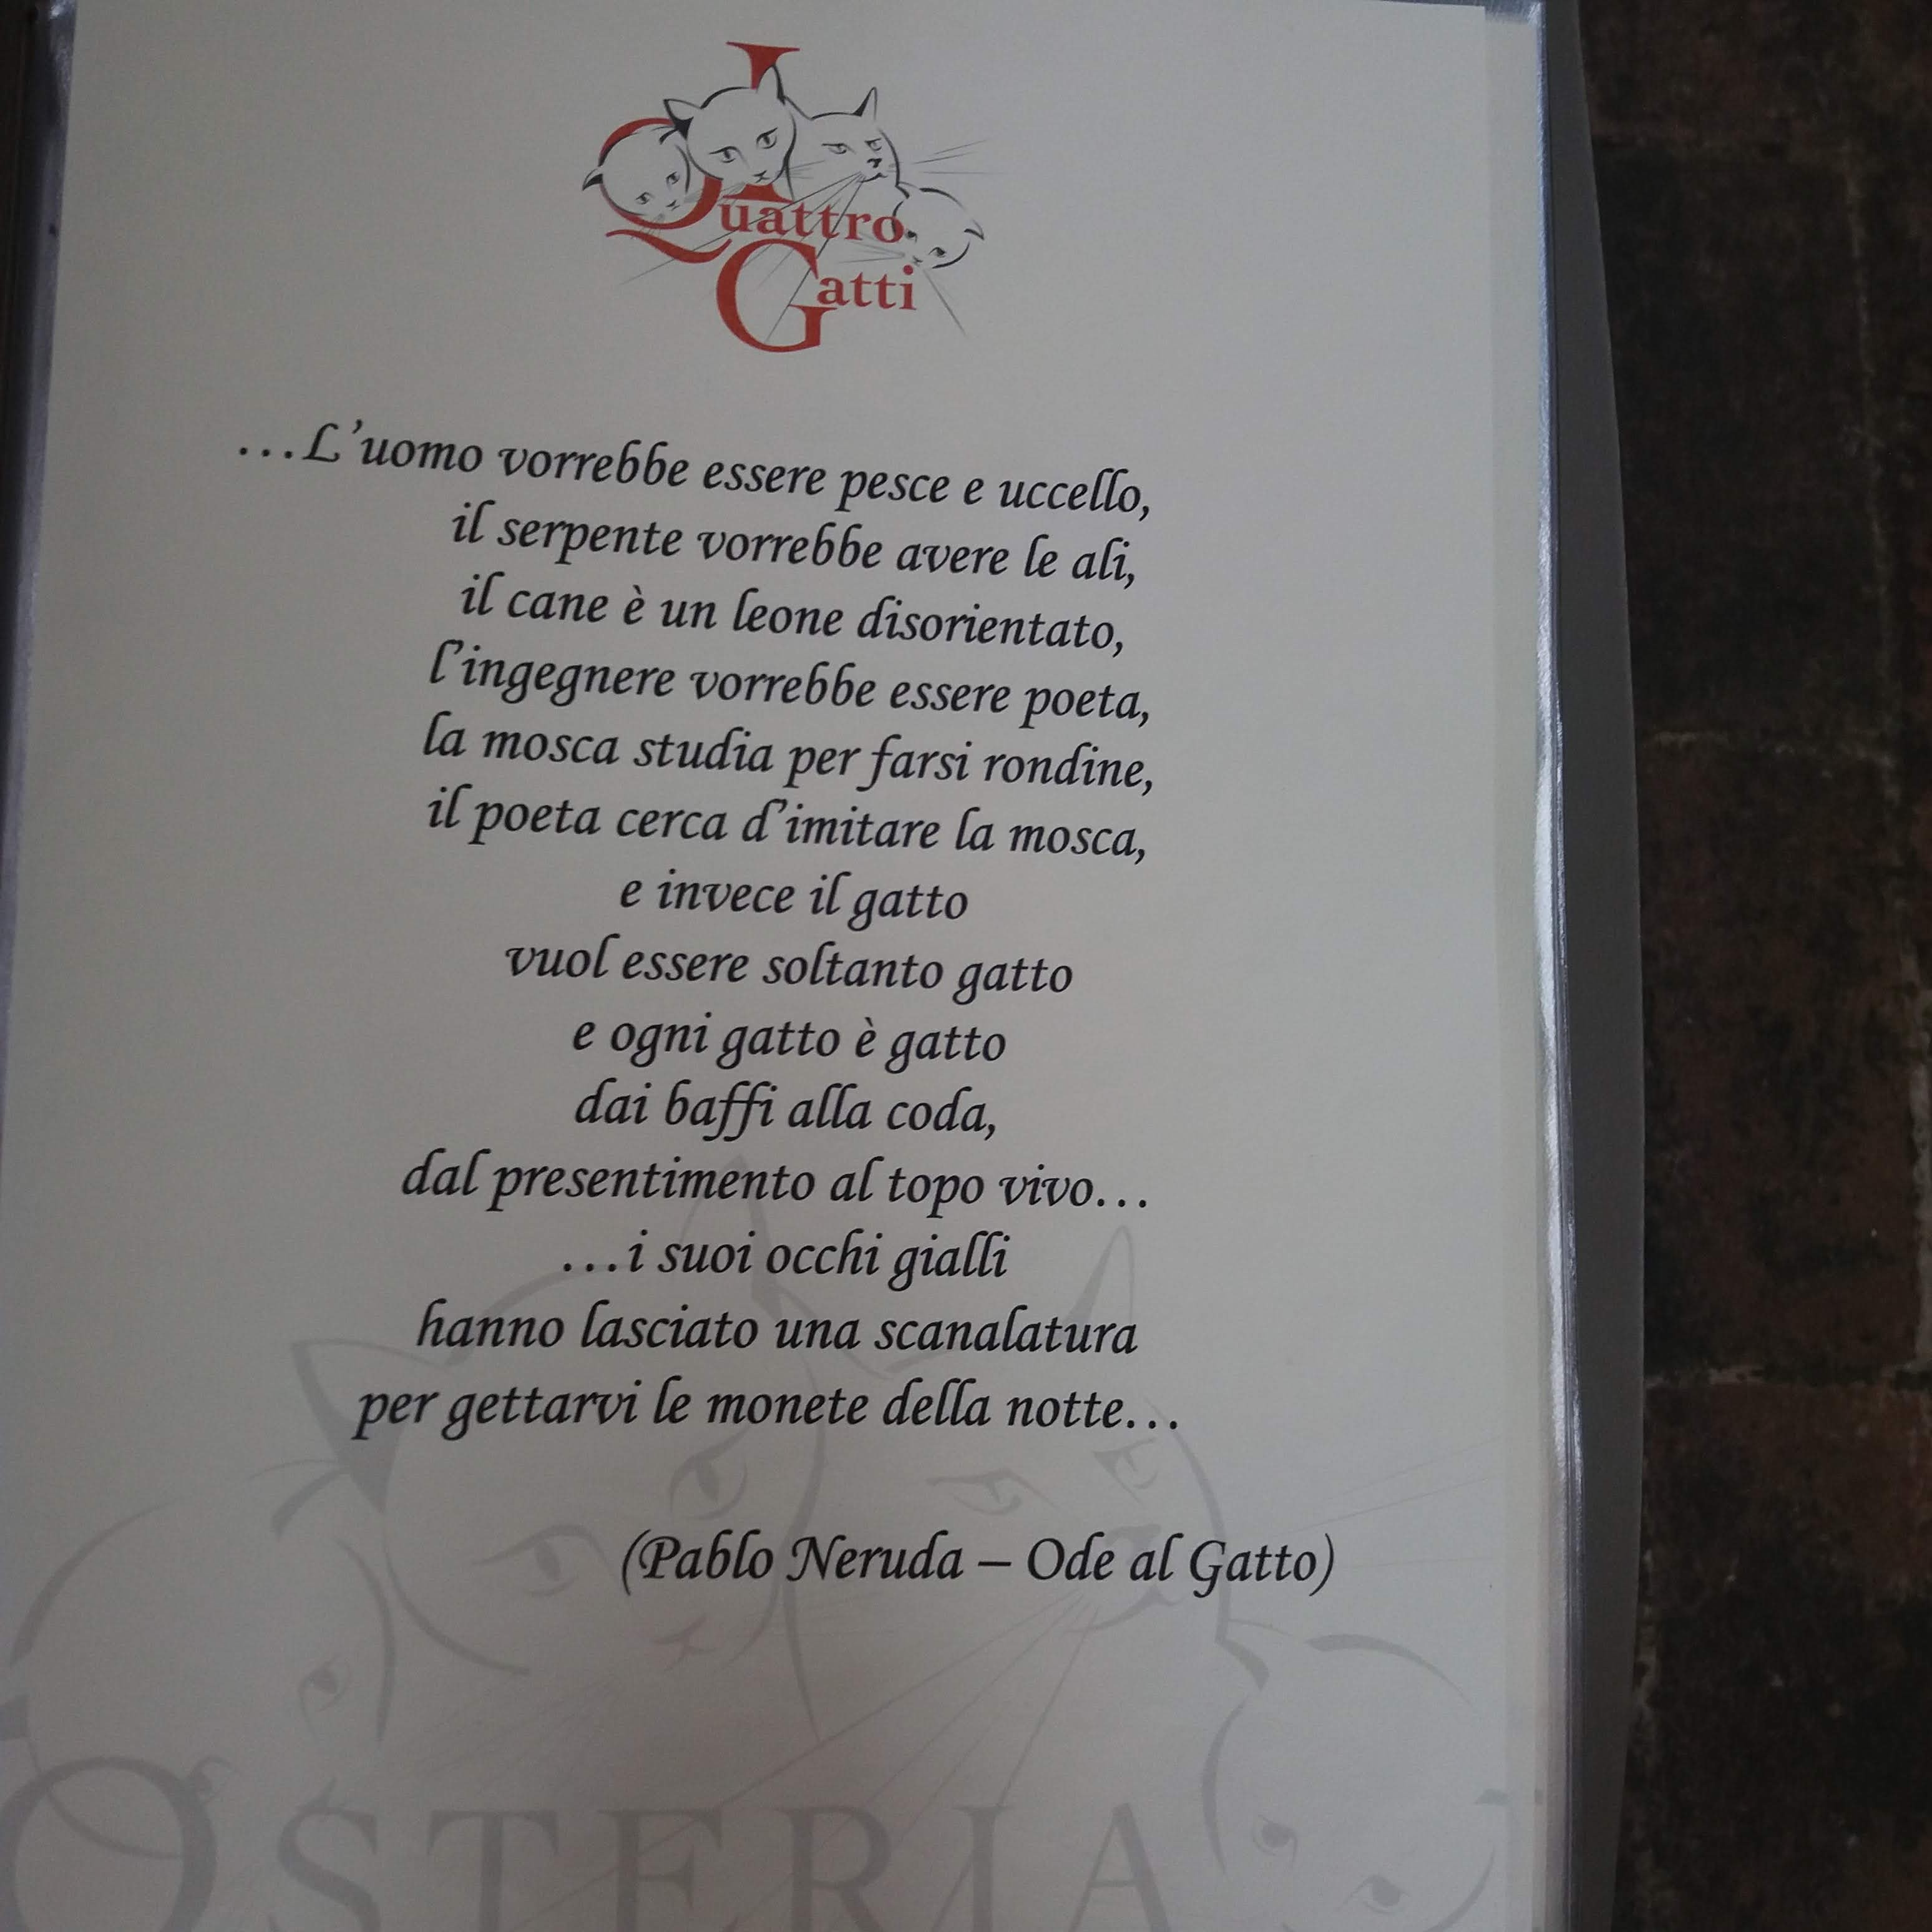 I
Quattro
Gatti
...L'uomo vorrebbe essere pesce e uccello,
il serpente vorrebbe avere le ali,
il cane è un leone disorientato,
l'ingegnere vorrebbe essere poeta,
la mosca studia per farsi rondine,
il poeta cerca d'imitare la mosca,
e invece il gatto
vuol essere soltanto gatto
e ogni gatto è gatto
dai baffi alla coda,
dal presentimento al topo vivo...
...i suoi occhi gialli
hanno lasciato una scanalatura
per gettarvi le monete della notte...
(Pablo Neruda – Ode al Gatto)
OSTERIA